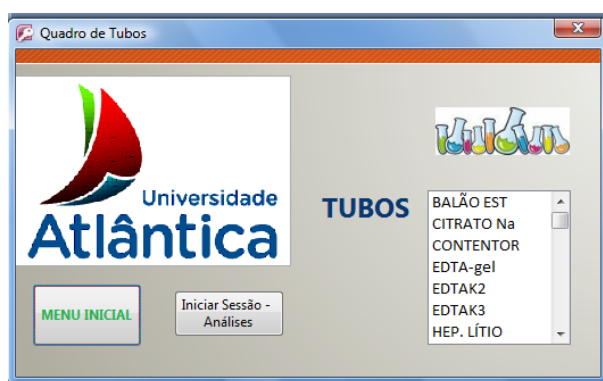 Quadro de Tubos
Universidade
Atlântica
TUBOS
BALÃO EST
CITRATO Na
CONTENTOR
EDTA-gel
EDTAK2
EDTAK3
HEP. LÍTIO
MENU INICIAL
Iniciar Sessão -
Análises